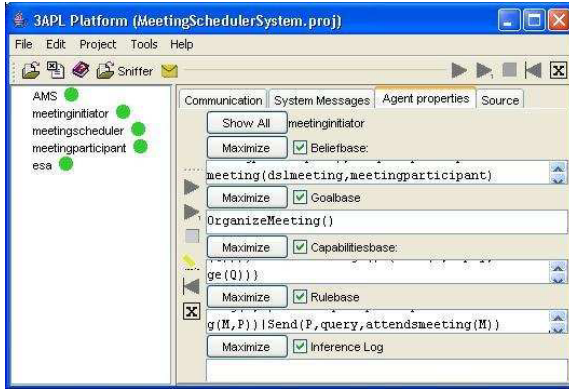 3APL Platform (MeetingSchedulerSystem.proj)
File Edit Project Tools Help
Sniffer
AMS
meetinginitiator
meetingscheduler
meetingparticipant
esa
Communication System Messages Agent properties Source
Show All meetinginitiator
Maximize Beliefbase:
meeting(dslmeeting,meetingparticipant)
Maximize Goalbase
OrganizeMeeting()
Maximize Capabilitiesbase:
ge(Q)))
Maximize Rulebase
g(M,P))|Send(P,query,attendsmeeting(M))
Maximize Inference Log